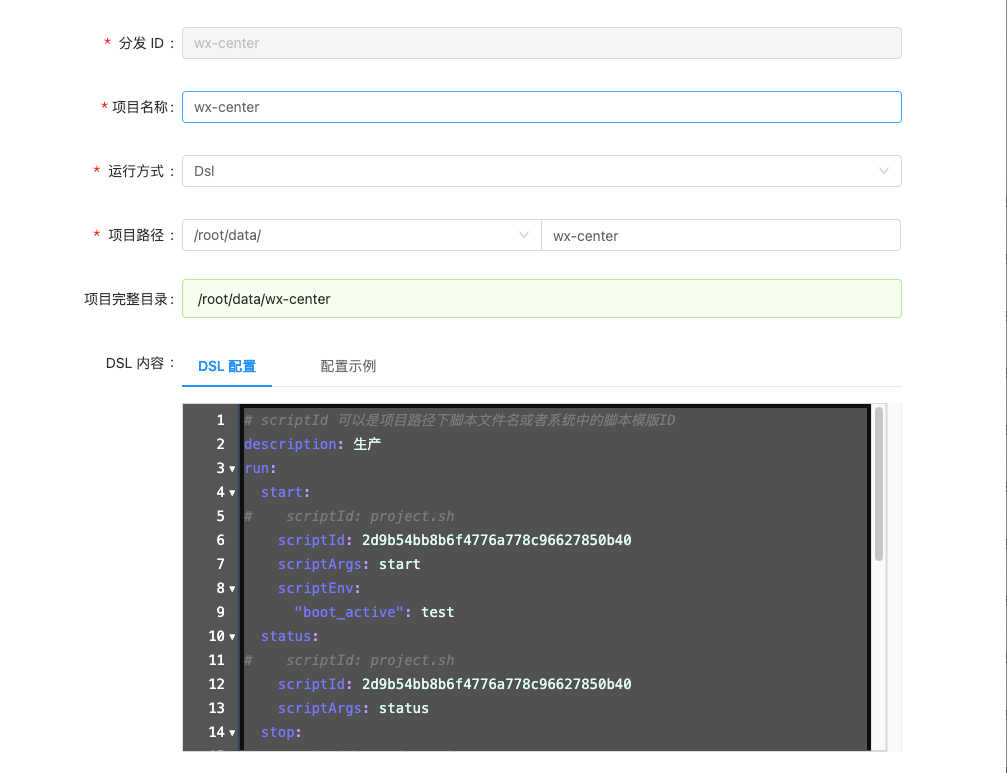 * 分发 ID : wx-center
* 项目名称: wx-center
* 运行方式 : Dsl
* 项目路径 : /root/data/ wx-center
项目完整目录: /root/data/wx-center
DSL 内容 : DSL 配置 配置示例
1 # scriptId 可以是项目路径下脚本文件名或者系统中的脚本模版ID
2 description: 生产
3 run:
4 start:
5 # scriptId: project.sh
6 scriptId: 2d9b54bb8b6f4776a778c96627850b40
7 scriptArgs: start
8 scriptEnv:
9 "boot_active": test
10 status:
11 # scriptId: project.sh
12 scriptId: 2d9b54bb8b6f4776a778c96627850b40
13 scriptArgs: status
14 stop: